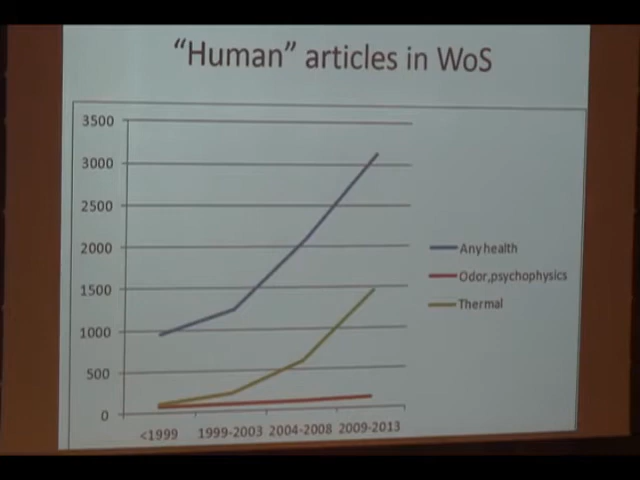 “Human” articles in WoS
3500
3000
2500
2000
1500
1000
500
0
<1999 1999-2003 2004-2008 2009-2013
Any health
Odor,psychophysics
Thermal